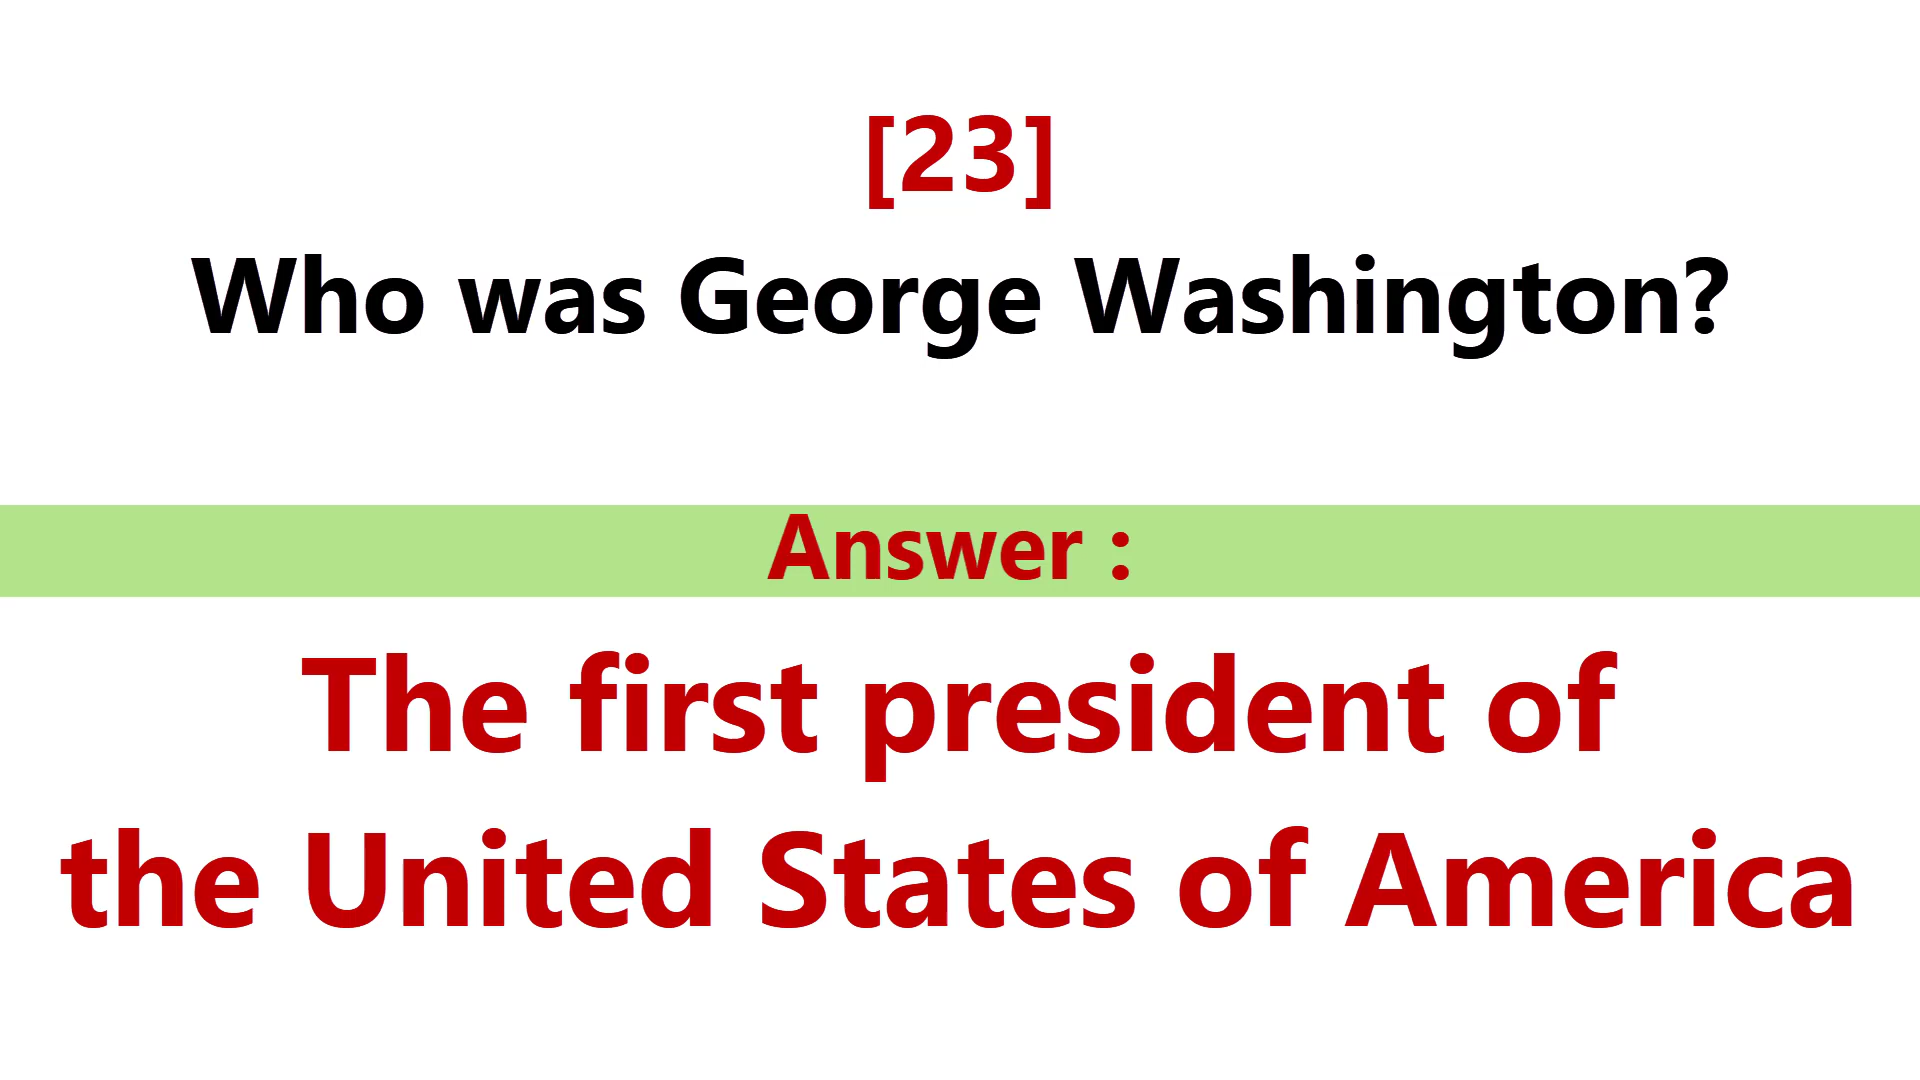 [23]
Who was George Washington?
Answer :
The first president of
the United States of America